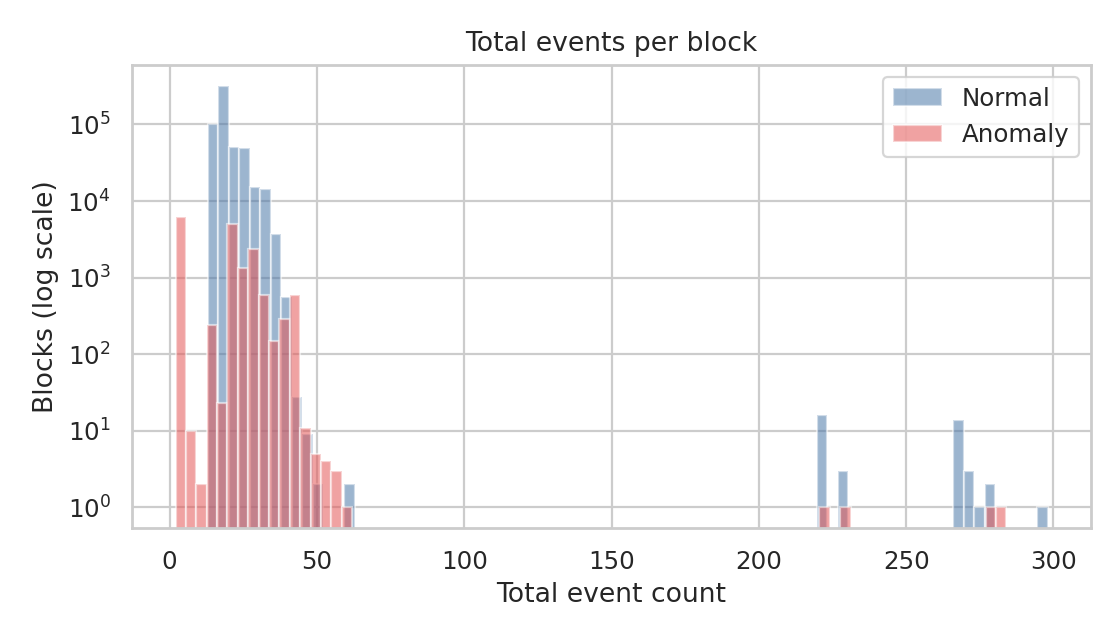 Total events per block
Normal
Anomaly
Blocks (log scale)
10^5
10^4
10^3
10^2
10^1
10^0
0 50 100 150 200 250 300
Total event count